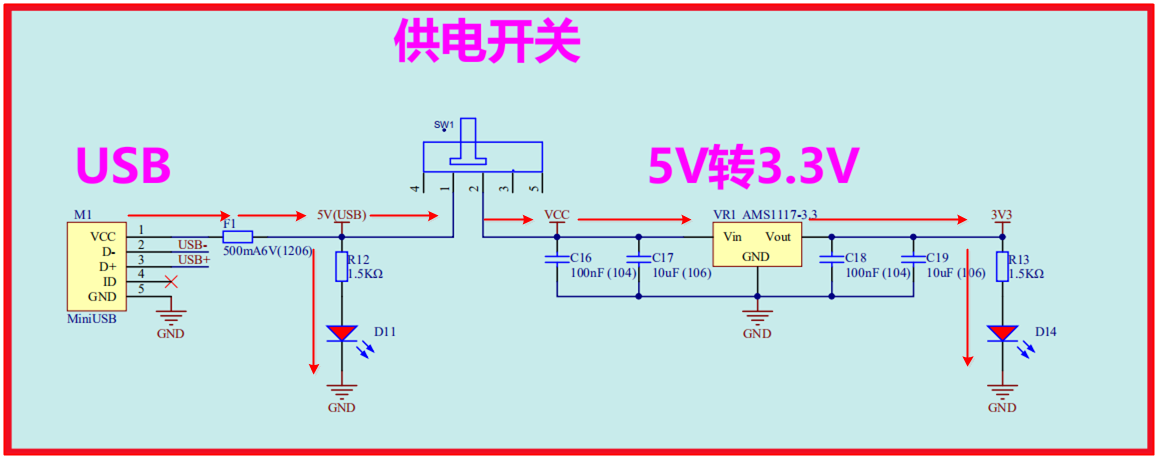 供电开关
SW1
4
1
2
3
5
USB
5V转3.3V
M1
VCC
D-
D+
ID
GND
1
2
3
4
5
USB-
USB+
MiniUSB
GND
F1
500mA6V(1206)
5V(USB)
R12
1.5KΩ
D11
GND
VCC
C16
100nF (104)
C17
10uF (106)
VR1 AMS1117-3.3
Vin
Vout
GND
GND
C18
100nF (104)
C19
10uF (106)
3V3
R13
1.5KΩ
D14
GND